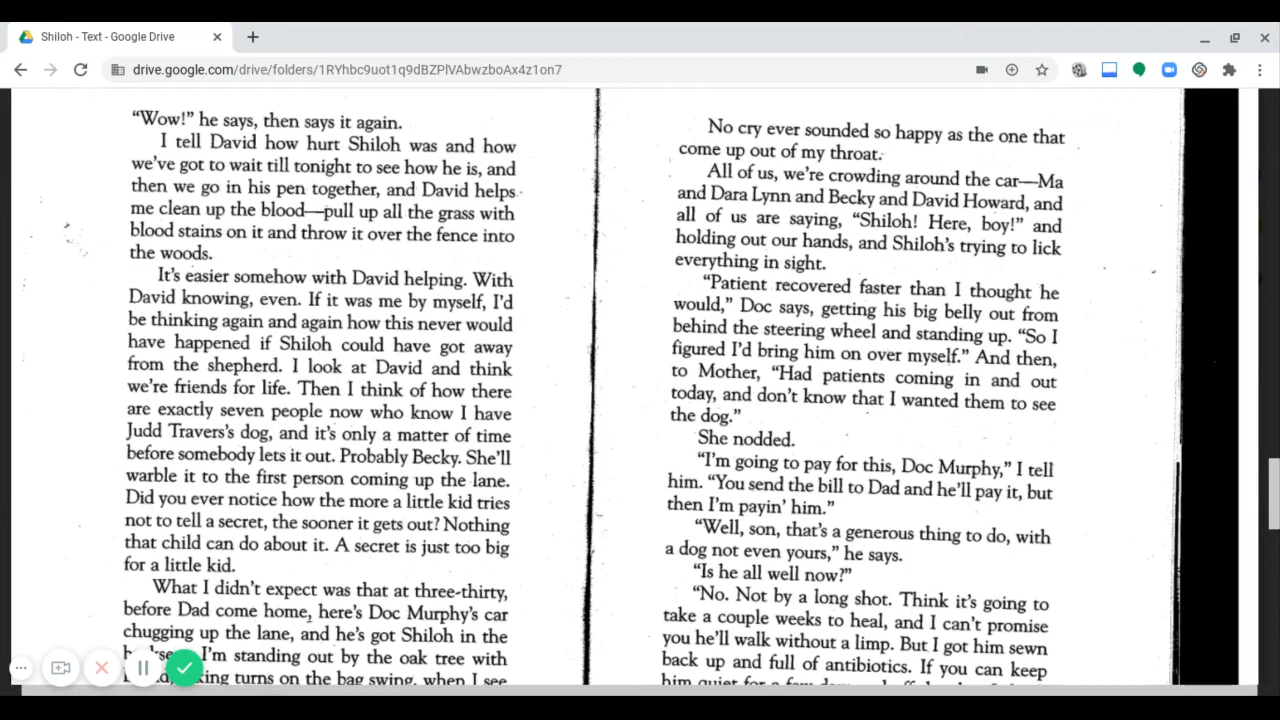 Shiloh - Text - Google Drive
drive.google.com/drive/folders/1RYhbc9uot1q9dBZPlVAbwzboAx4z1on7
“Wow!” he says, then says it again.
I tell David how hurt Shiloh was and how
we’ve got to wait till tonight to see how he is, and
then we go in his pen together, and David helps
me clean up the blood—pull up all the grass with
blood stains on it and throw it over the fence into
the woods.
It’s easier somehow with David helping. With
David knowing, even. If it was me by myself, I’d
be thinking again and again how this never would
have happened if Shiloh could have got away
from the shepherd. I look at David and think
we’re friends for life. Then I think of how there
are exactly seven people now who know I have
Judd Travers’s dog, and it’s only a matter of time
before somebody lets it out. Probably Becky. She’ll
warble it to the first person coming up the lane.
Did you ever notice how the more a little kid tries
not to tell a secret, the sooner it gets out? Nothing
that child can do about it. A secret is just too big
for a little kid.
What I didn’t expect was that at three-thirty,
before Dad come home, here’s Doc Murphy’s car
chugging up the lane, and he’s got Shiloh in the
I’m standing out by the oak tree with
turns on the bag swing, when I see
No cry ever sounded so happy as the one that
come up out of my throat.
All of us, we’re crowding around the car—Ma
and Dara Lynn and Becky and David Howard, and
all of us are saying, “Shiloh! Here, boy!” and
holding out our hands, and Shiloh’s trying to lick
everything in sight.
“Patient recovered faster than I thought he
would,” Doc says, getting his big belly out from
behind the steering wheel and standing up. “So I
figured I’d bring him on over myself.” And then,
to Mother, “Had patients coming in and out
today, and don’t know that I wanted them to see
the dog.”
She nodded.
“I’m going to pay for this, Doc Murphy,” I tell
him. “You send the bill to Dad and he’ll pay it, but
then I’m payin’ him.”
“Well, son, that’s a generous thing to do, with
a dog not even yours,” he says.
“Is he all well now?”
“No. Not by a long shot. Think it’s going to
take a couple weeks to heal, and I can’t promise
you he’ll walk without a limp. But I got him sewn
back up and full of antibiotics. If you can keep
him quiet for a few